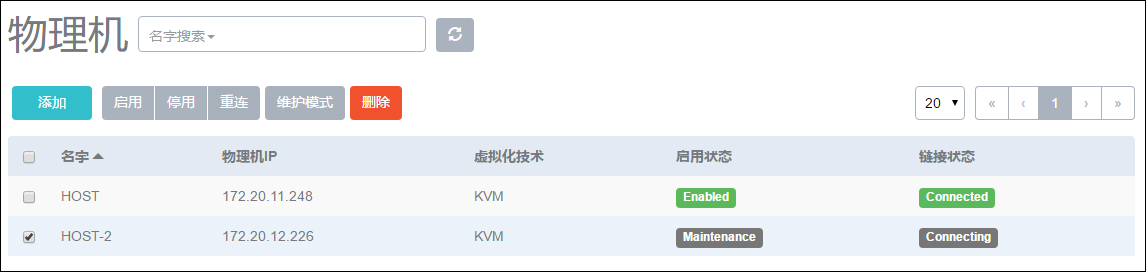 物理机 名字搜索
添加 启用 停用 重连 维护模式 删除 20 « ‹ 1 › »
名字 物理机IP 虚拟化技术 启用状态 链接状态
HOST 172.20.11.248 KVM Enabled Connected
HOST-2 172.20.12.226 KVM Maintenance Connecting